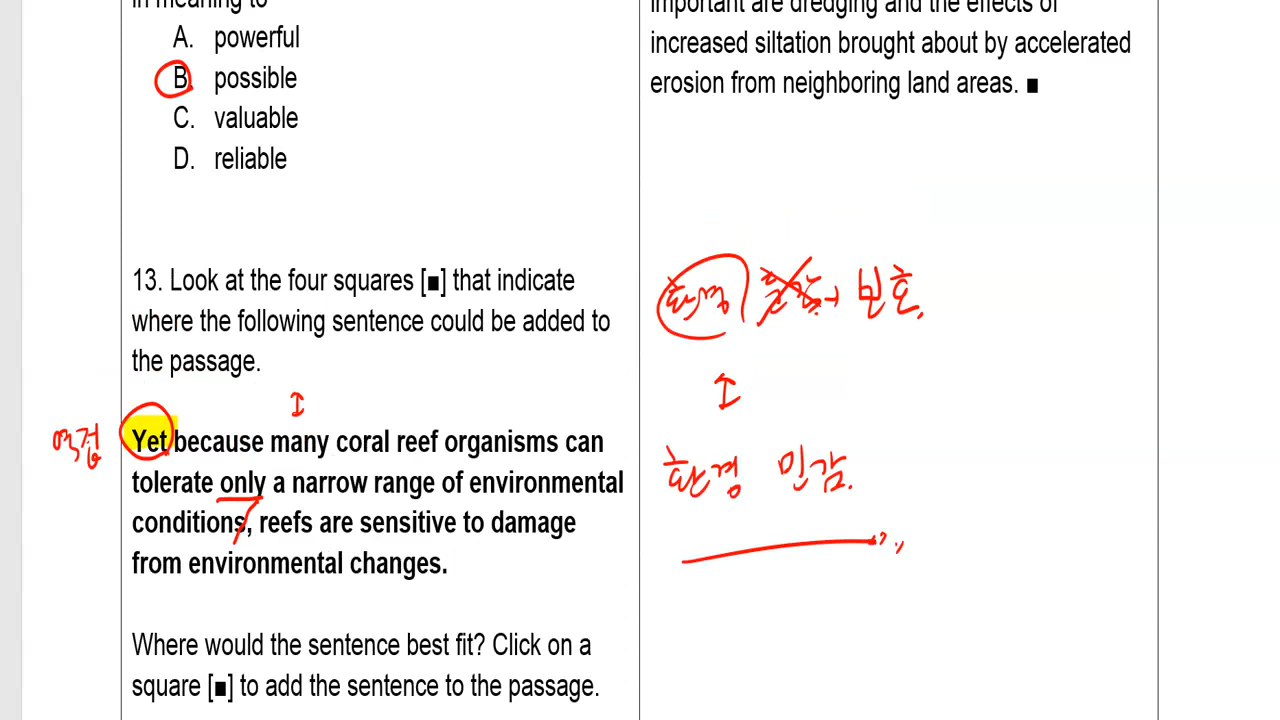 in meaning to
A. powerful
B. possible
C. valuable
D. reliable
13. Look at the four squares [■] that indicate
where the following sentence could be added to
the passage.
역접
Yet because many coral reef organisms can
tolerate only a narrow range of environmental
conditions, reefs are sensitive to damage
from environmental changes.
Where would the sentence best fit? Click on a
square [■] to add the sentence to the passage.
important are dredging and the effects of
increased siltation brought about by accelerated
erosion from neighboring land areas. ■
보호
환경 민감.